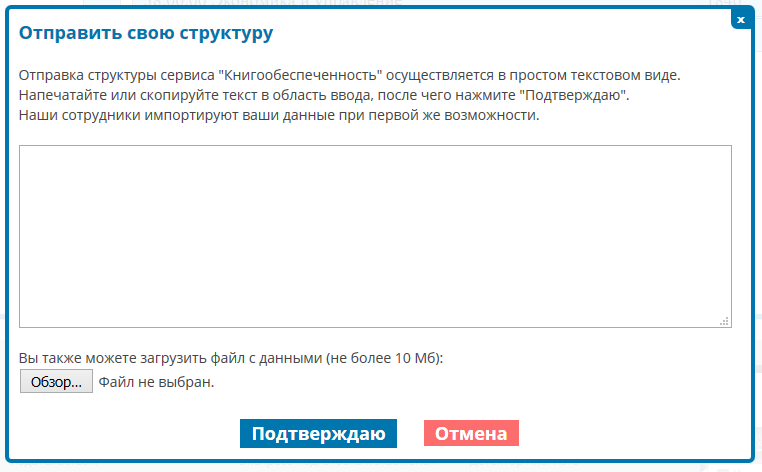 Отправить свою структуру
x
Отправка структуры сервиса "Книгообеспеченность" осуществляется в простом текстовом виде.
Напечатайте или скопируйте текст в область ввода, после чего нажмите "Подтверждаю".
Наши сотрудники импортируют ваши данные при первой же возможности.
Вы также можете загрузить файл с данными (не более 10 Мб):
Обзор... Файл не выбран.
Подтверждаю Отмена